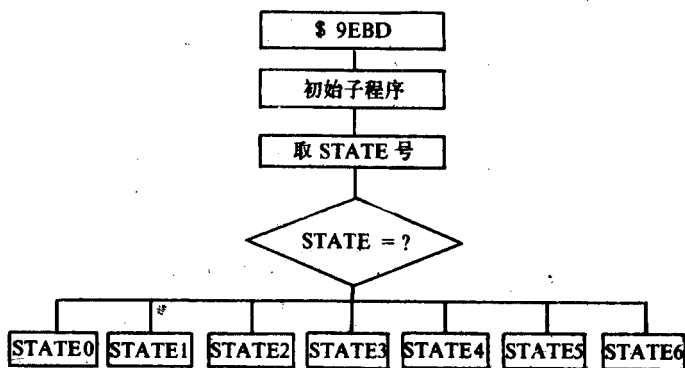 $ 9EBD
初始子程序
取 STATE 号
STATE = ?
STATE0 STATE1 STATE2 STATE3 STATE4 STATE5 STATE6